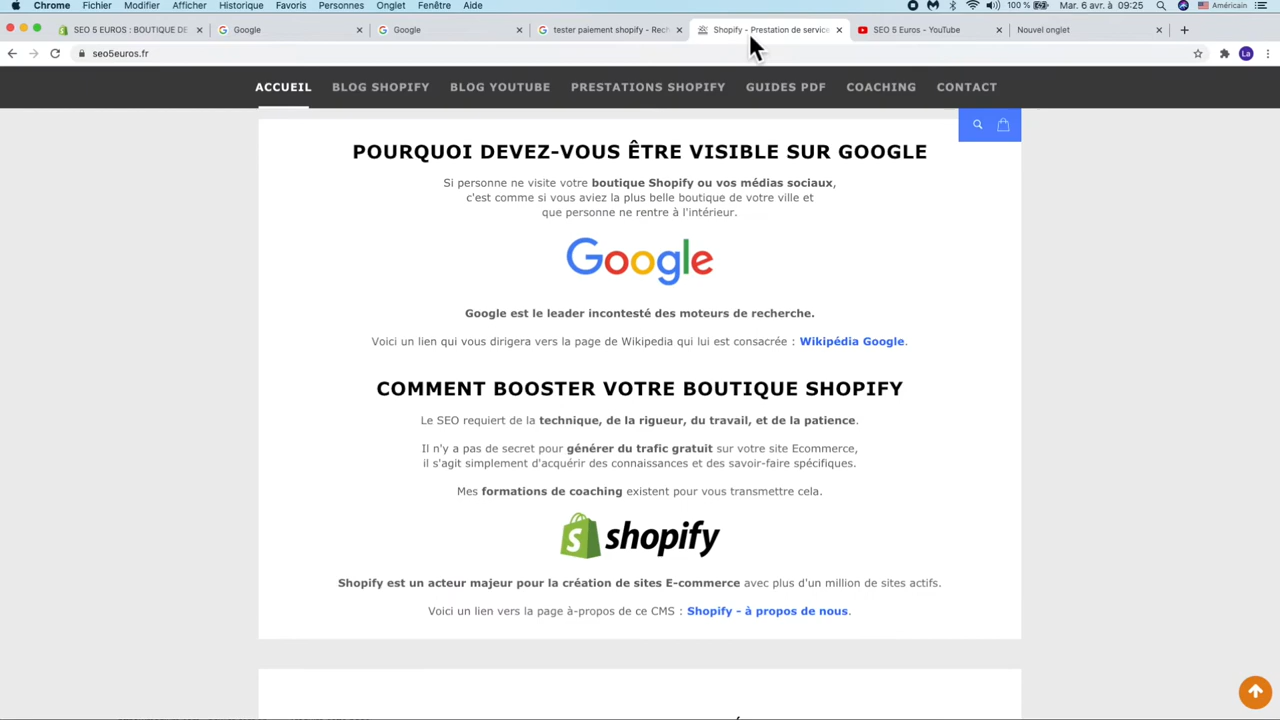 Chrome Fichier Modifier Afficher Historique Favoris Personnes Onglet Fenêtre Aide 100 % Mar. 6 avr. à 09:25 Américain
SEO 5 EUROS : BOUTIQUE DE Google Google tester paiement shopify - Rech Shopify - Prestation de service SEO 5 Euros - YouTube Nouvel onglet
seo5euros.fr La
ACCUEIL BLOG SHOPIFY BLOG YOUTUBE PRESTATIONS SHOPIFY GUIDES PDF COACHING CONTACT
POURQUOI DEVEZ-VOUS ÊTRE VISIBLE SUR GOOGLE
Si personne ne visite votre boutique Shopify ou vos médias sociaux,
c'est comme si vous aviez la plus belle boutique de votre ville et
que personne ne rentre à l'intérieur.
Google
Google est le leader incontesté des moteurs de recherche.
Voici un lien qui vous dirigera vers la page de Wikipedia qui lui est consacrée : Wikipédia Google.
COMMENT BOOSTER VOTRE BOUTIQUE SHOPIFY
Le SEO requiert de la technique, de la rigueur, du travail, et de la patience.
Il n'y a pas de secret pour générer du trafic gratuit sur votre site Ecommerce,
il s'agit simplement d'acquérir des connaissances et des savoir-faire spécifiques.
Mes formations de coaching existent pour vous transmettre cela.
shopify
Shopify est un acteur majeur pour la création de sites E-commerce avec plus d'un million de sites actifs.
Voici un lien vers la page à-propos de ce CMS : Shopify - à propos de nous.